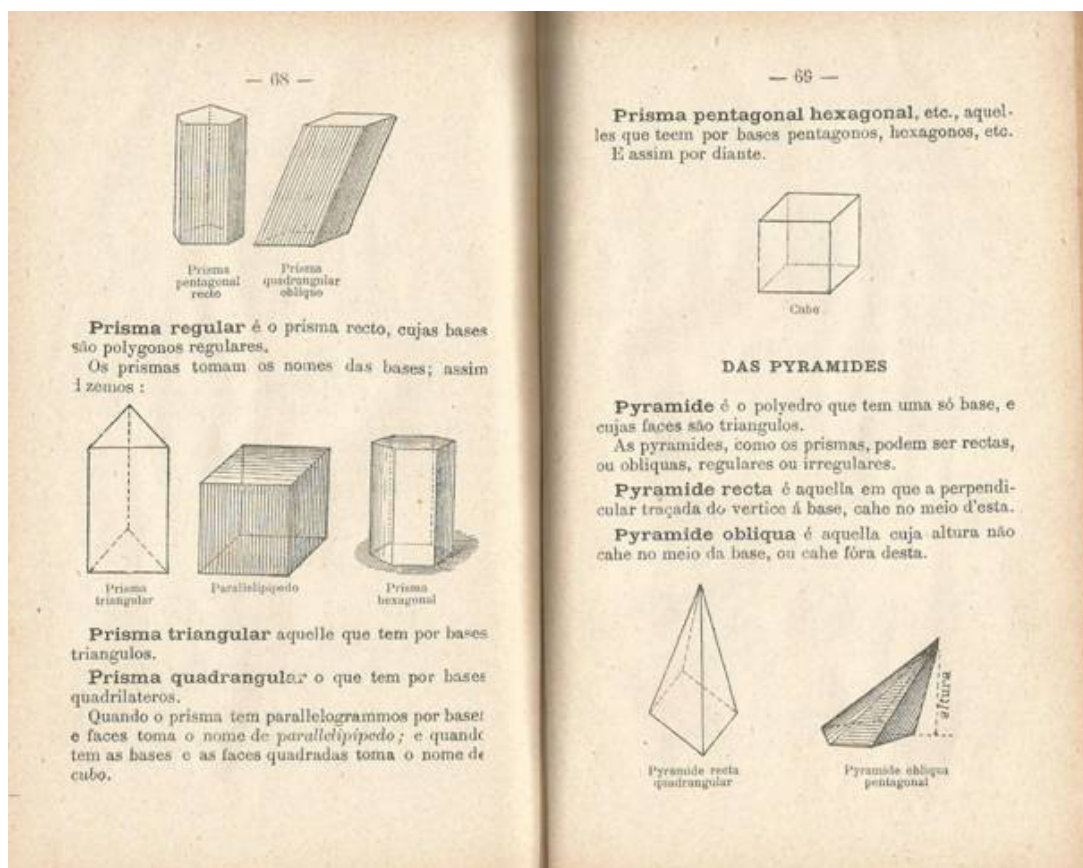 — 68 —
Prisma pentagonal recto
Prisma quadrangular obliquo
Prisma regular é o prisma recto, cujas bases
são polygonos regulares.
Os prismas tomam os nomes das bases; assim
dizemos :
Prisma triangular
Parallelipipedo
Prisma hexagonal
Prisma triangular aquelle que tem por bases
triangulos.
Prisma quadrangular o que tem por bases
quadrilateros.
Quando o prisma tem parallelogrammos por bases
e faces toma o nome de parallelipipedo; e quando
tem as bases e as faces quadradas toma o nome de
cubo.
— 69 —
Prisma pentagonal hexagonal, etc., aquel-
les que teem por bases pentagonos, hexagonos, etc.
E assim por diante.
Cubo
DAS PYRAMIDES
Pyramide é o polyedro que tem uma só base, e
cujas faces são triangulos.
As pyramides, como os prismas, podem ser rectas,
ou obliquas, regulares ou irregulares.
Pyramide recta é aquella em que a perpendi-
cular traçada do vertice á base, cahe no meio d'esta.
Pyramide obliqua é aquella cuja altura não
cahe no meio da base, ou cahe fôra desta.
altura
Pyramide recta
quadrangular
Pyramide obliqua
pentagonal